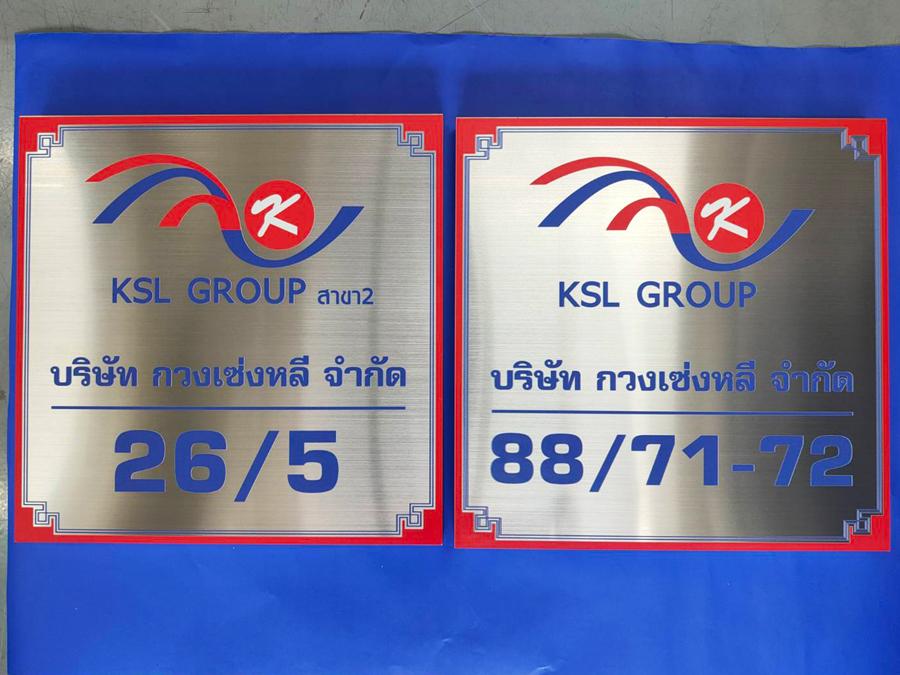 K
KSL GROUP สาขา2
บริษัท กวงเซ่งหลี จำกัด
26/5
K
KSL GROUP
บริษัท กวงเซ่งหลี จำกัด
88/71-72